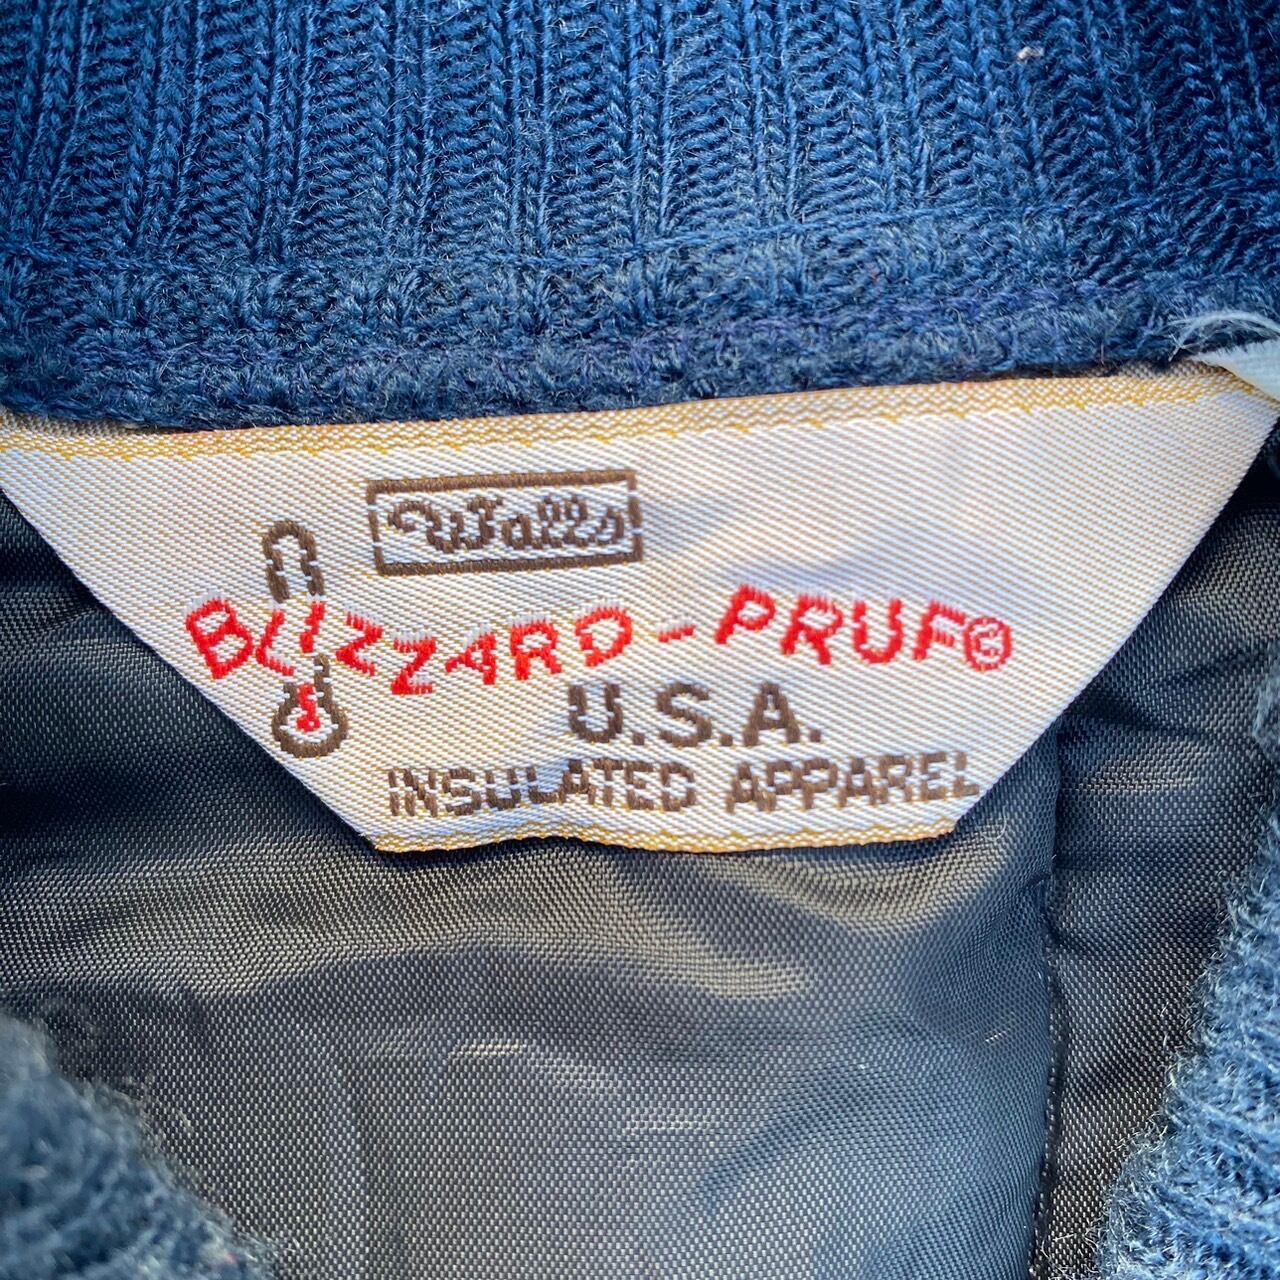 Walls
BLIZZARD-PRUF©
U.S.A.
INSULATED APPAREL